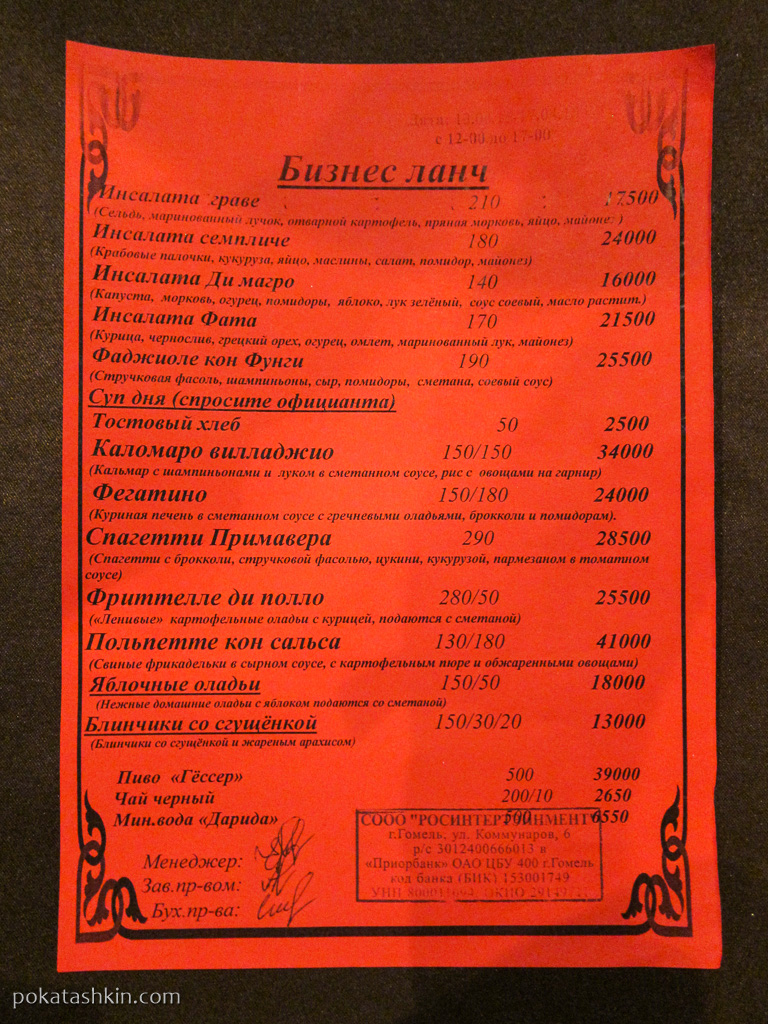 с 12-00 до 17-00
Бизнес ланч
Инсалата граве 210 17500
(Сельдь, маринованный лучок, отварной картофель, пряная морковь, яйцо, майонез )
Инсалата семпличе 180 24000
(Крабовые палочки, кукуруза, яйцо, маслины, салат, помидор, майонез)
Инсалата Ди магро 140 16000
(Капуста, морковь, огурец, помидоры, яблоко, лук зелёный, соус соевый, масло растит.)
Инсалата Фата 170 21500
(Курица, чернослив, грецкий орех, огурец, омлет, маринованный лук, майонез)
Фаджиоле кон Фунги 190 25500
(Стручковая фасоль, шампиньоны, сыр, помидоры, сметана, соевый соус)
Суп дня (спросите официанта)
Тостовый хлеб 50 2500
Каломаро вилладжио 150/150 34000
(Кальмар с шампиньонами и луком в сметанном соусе, рис с овощами на гарнир)
Фегатино 150/180 24000
(Куриная печень в сметанном соусе с гречневыми оладьями, брокколи и помидорам).
Спагетти Примавера 290 28500
(Спагетти с брокколи, стручковой фасолью, цукини, кукурузой, пармезаном в томатном
соусе)
Фриттелле ди полло 280/50 25500
(«Ленивые» картофельные оладьи с курицей, подаются с сметаной)
Польпетте кон сальса 130/180 41000
(Свиные фрикадельки в сырном соусе, с картофельным пюре и обжаренными овощами)
Яблочные оладьи 150/50 18000
(Нежные домашние оладьи с яблоком подаются со сметаной)
Блинчики со сгущёнкой 150/30/20 13000
(Блинчики со сгущёнкой и жареным арахисом)
Пиво «Гёссер» 500 39000
Чай черный 200/10 2650
Мин.вода «Дарида» 500 6550
СООО "РОСИНТЕРТЕЙНМЕНТ"
г.Гомель, ул. Коммунаров, 6
р/с 3012400666013 в
«Приорбанк» ОАО ЦБУ 400 г.Гомель
код банка (БИК) 153001749
Менеджер:
Зав.пр-вом:
Бух.пр-ва:
pokatashkin.com